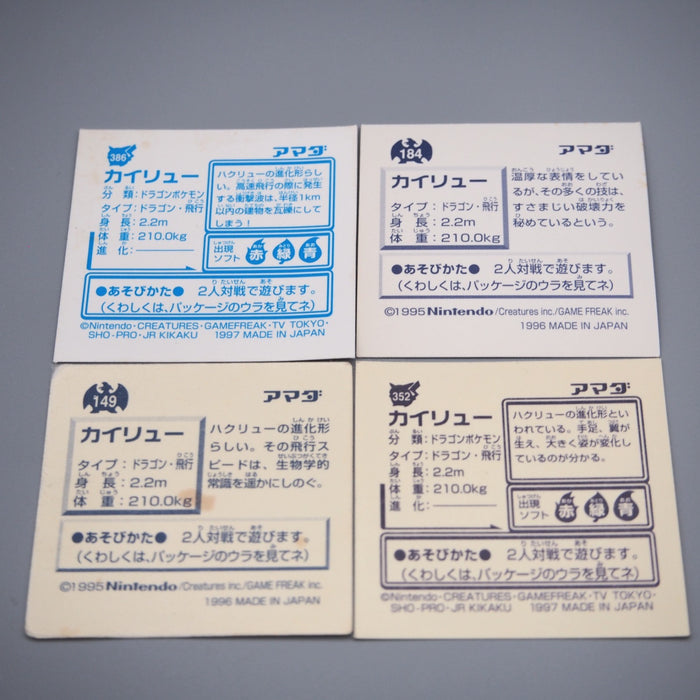 386
アマダ
カイリュー
分類:ドラゴンポケモン
タイプ:ドラゴン・飛行
身長:2.2m
体重:210.0kg
進化:
ハクリューの進化形らし
い。高速飛行の際に発生
する衝撃波は、半径1km
以内の建物を瓦礫にして
しまう!
出現
ソフト
赤 緑 青
●あそびかた● 2人対戦で遊びます。
(くわしくは、パッケージのウラを見てネ)
©Nintendo・CREATURES・GAMEFREAK・TV TOKYO・
SHO-PRO・JR KIKAKU 1997 MADE IN JAPAN
184
アマダ
カイリュー
タイプ:ドラゴン・飛行
身長:2.2m
体重:210.0kg
温厚な表情をしてい
るが、その多くの技は、
すさまじい破壊力を
秘めているという。
●あそびかた● 2人対戦で遊びます。
(くわしくは、パッケージのウラを見てネ)
©1995 Nintendo/Creatures inc./GAME FREAK inc.
1996 MADE IN JAPAN
149
アマダ
カイリュー
タイプ:ドラゴン・飛行
身長:2.2m
体重:210.0kg
ハクリューの進化形
らしい。その飛行ス
ピードは、生物学的
常識を遥かにしのぐ。
●あそびかた● 2人対戦で遊びます。
(くわしくは、パッケージのウラを見てネ)
©1995 Nintendo/Creatures inc./GAME FREAK inc.
1996 MADE IN JAPAN
352
アマダ
カイリュー
分類:ドラゴンポケモン
タイプ:ドラゴン・飛行
身長:2.2m
体重:210.0kg
進化:
ハクリューの進化形とい
われている。手足、翼が
生え、大きく姿が変化し
ているのが分かる。
出現
ソフト
赤 緑 青
●あそびかた● 2人対戦で遊びます。
(くわしくは、パッケージのウラを見てネ)
©Nintendo・CREATURES・GAMEFREAK・TV TOKYO・
SHO-PRO・JR KIKAKU 1997 MADE IN JAPAN